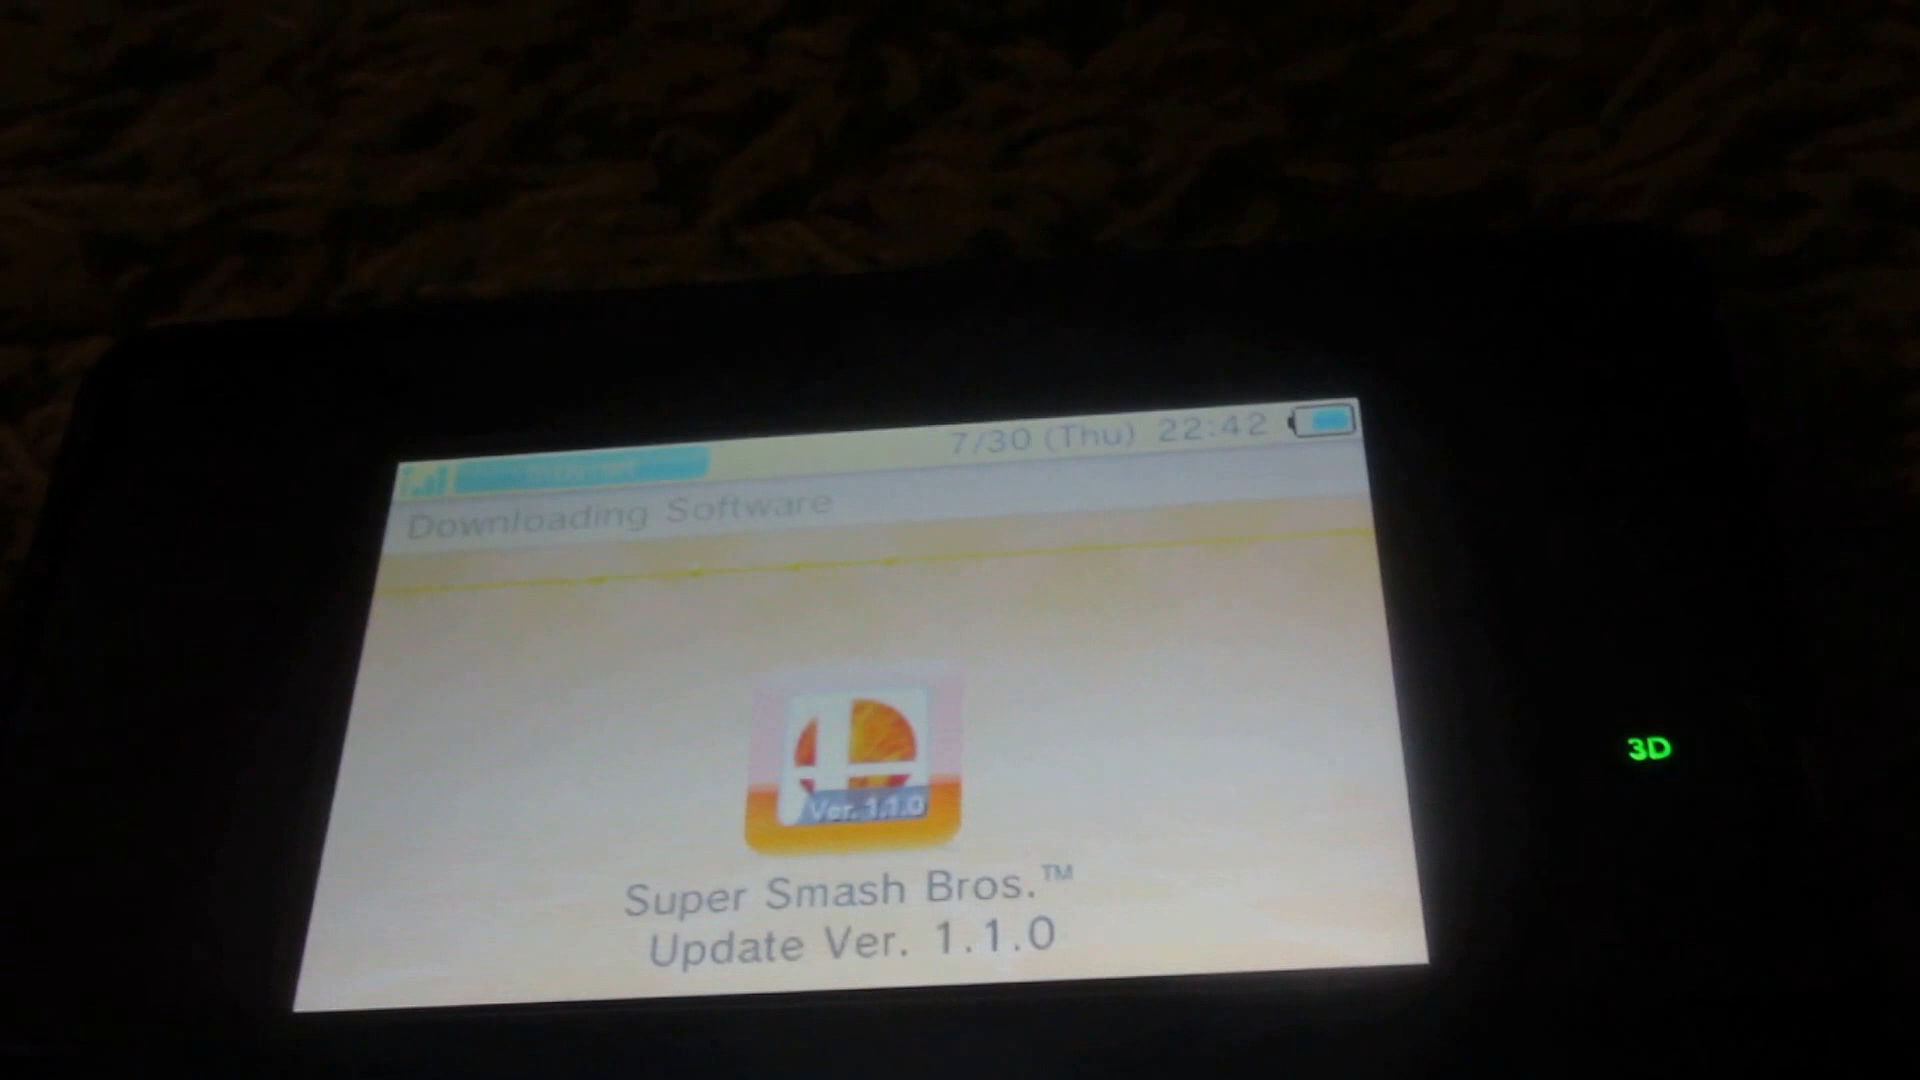 Internet 7/30 (Thu) 22:42
Downloading Software
Ver. 1.1.0
3D
Super Smash Bros.™
Update Ver. 1.1.0